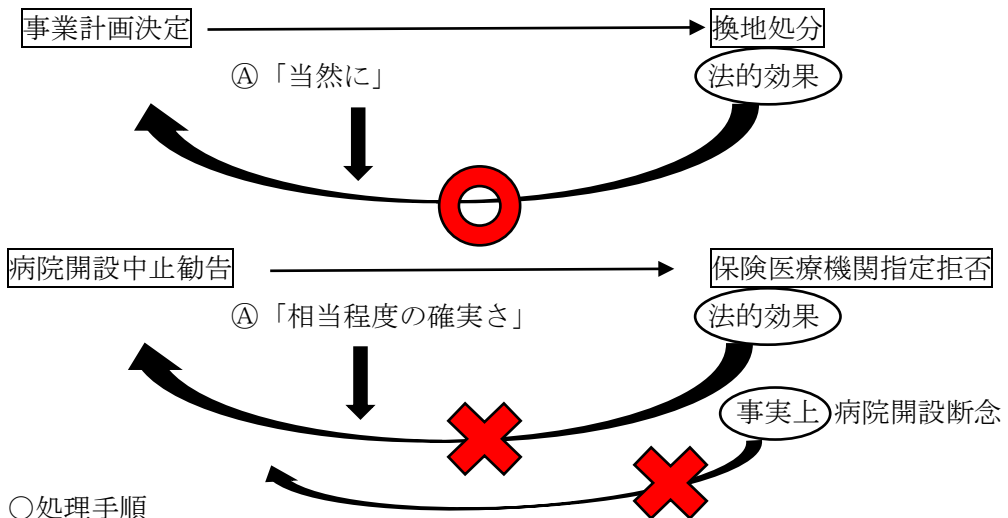 事業計画決定 換地処分
Ⓐ「当然に」 法的効果
病院開設中止勧告 保険医療機関指定拒否
Ⓐ「相当程度の確実さ」 法的効果
事実上 病院開設断念
○処理手順